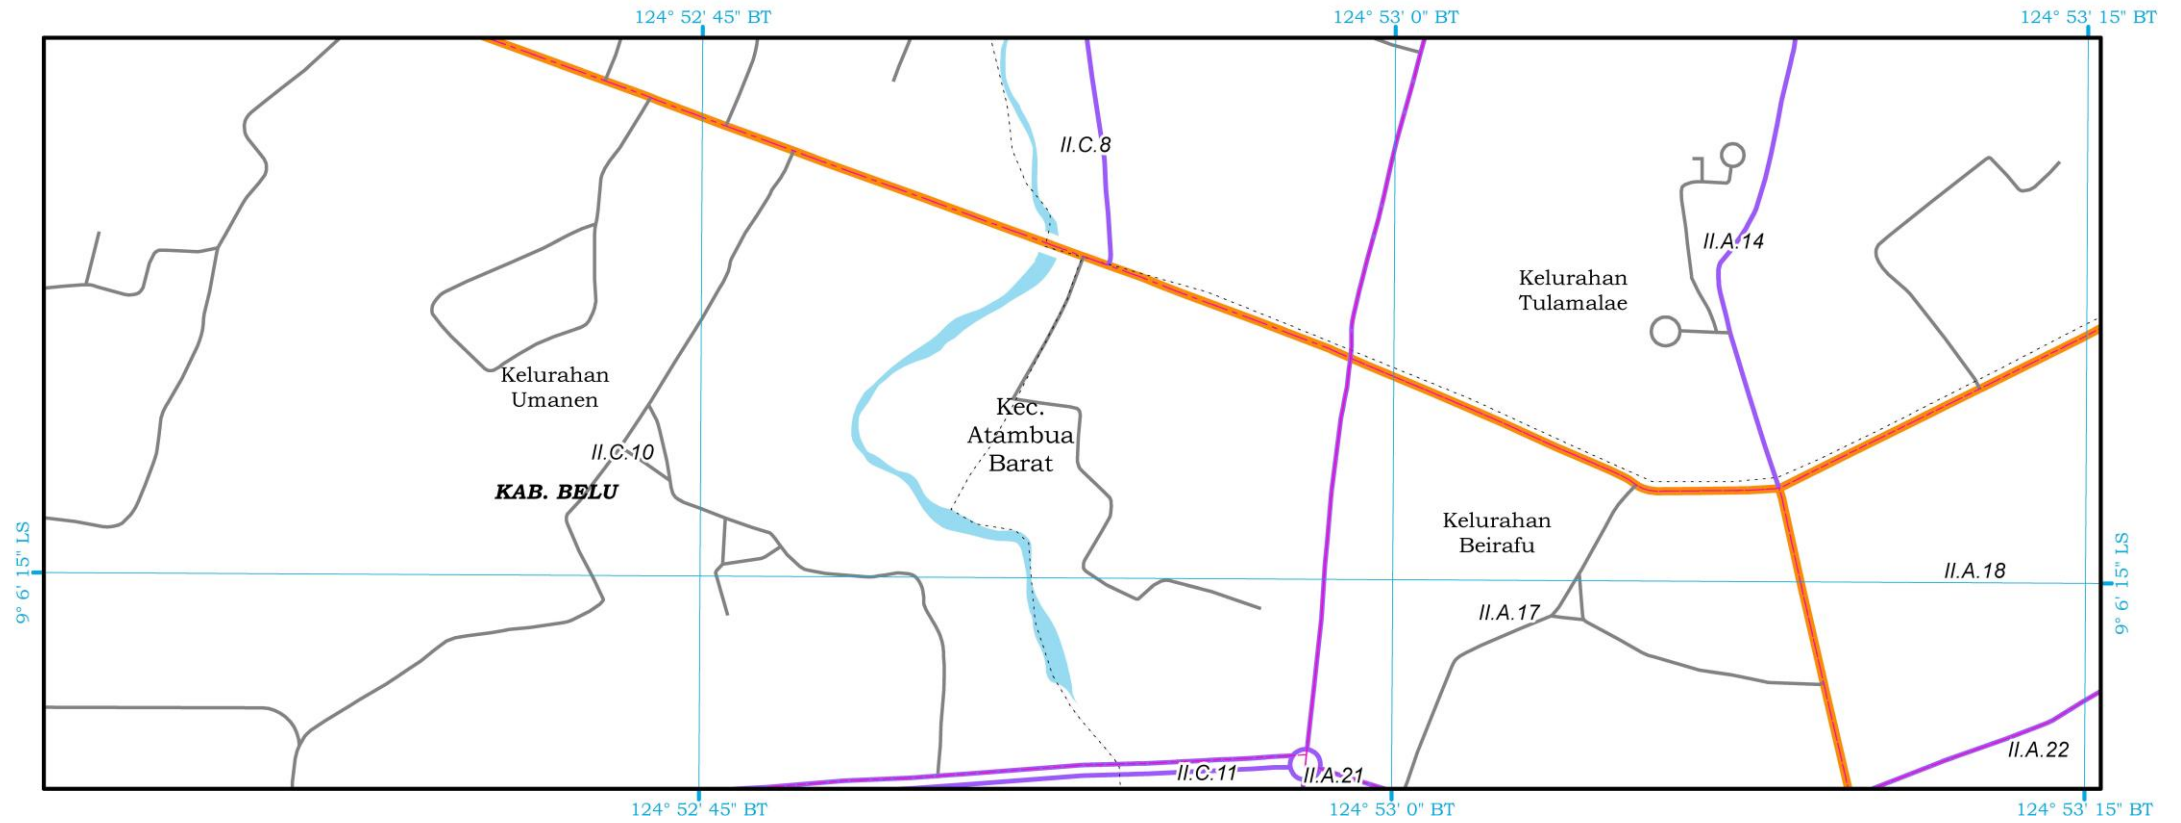 124° 52' 45" BT
124° 53' 0" BT
124° 53' 15" BT
II.C.8
II.A.14
Kelurahan
Tulamalae
Kelurahan
Umanen
Kec.
Atambua
Barat
II.C.10
KAB. BELU
Kelurahan
Beirafu
9° 6' 15" LS
9° 6' 15" LS
II.A.18
II.A.17
II.A.22
II.C.11
II.A.21
124° 52' 45" BT
124° 53' 0" BT
124° 53' 15" BT